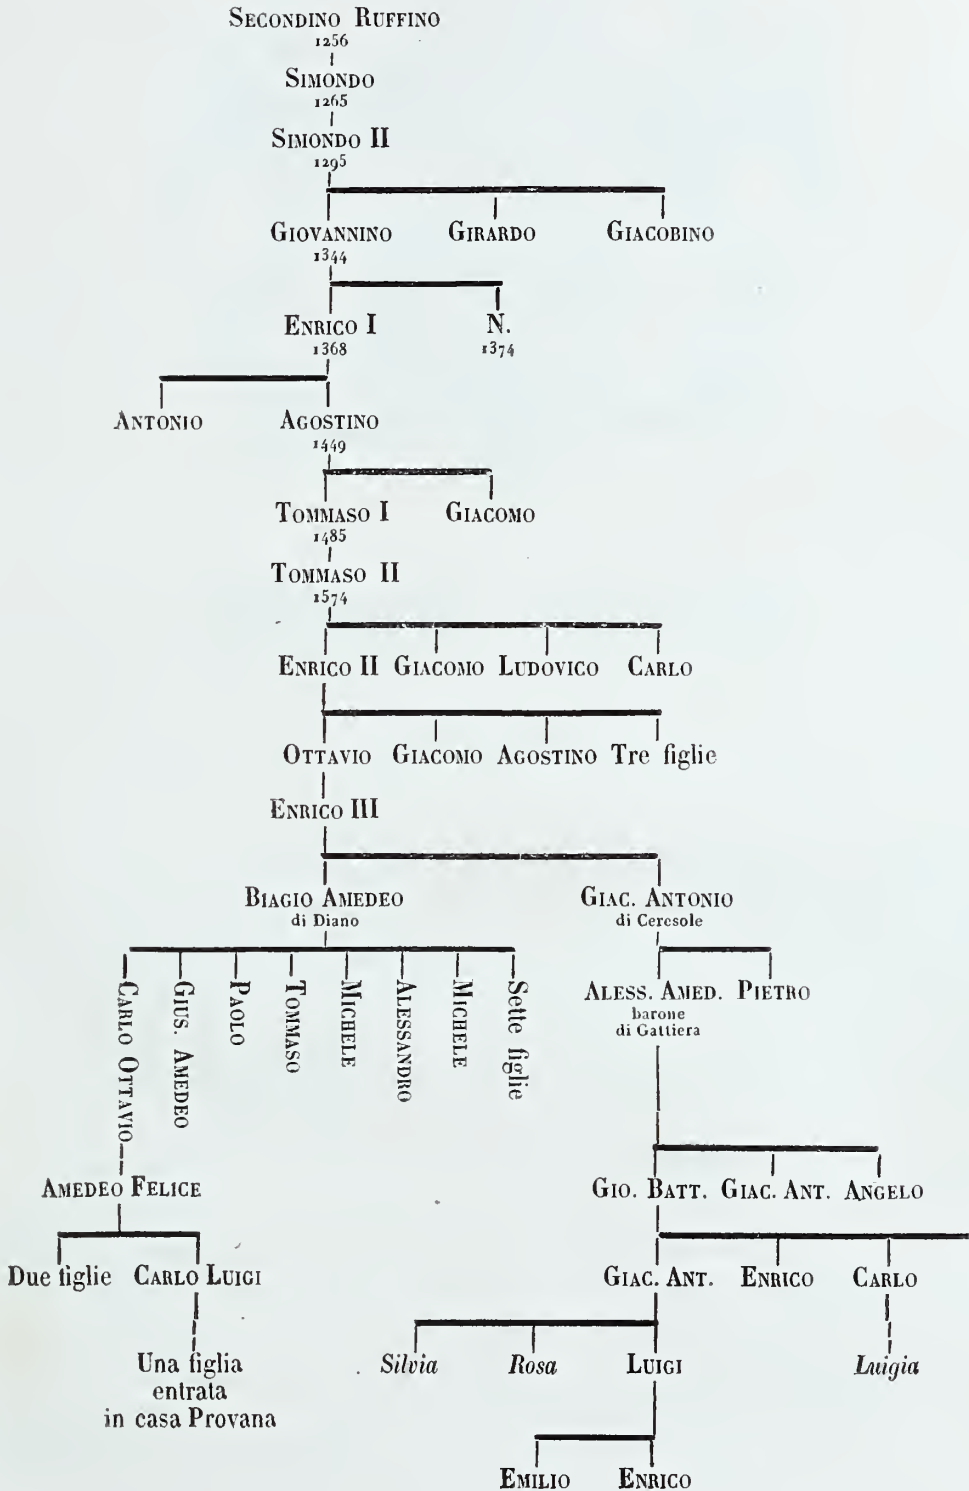 SECONDINO RUFFINO
1256
SIMONDO
1265
SIMONDO II
1295
GIOVANNINO GIRARDO GIACOBINO
1344
ENRICO I N.
1368 1374
ANTONIO AGOSTINO
1449
TOMMASO I GIACOMO
1485
TOMMASO II
1574
ENRICO II GIACOMO LUDOVICO CARLO
OTTAVIO GIACOMO AGOSTINO Tre figlie
ENRICO III
BIAGIO AMEDEO GIAC. ANTONIO
di Diano di Ceresole
CARLO OTTAVIO
GIUS. AMEDEO
PAOLO
TOMMASO
MICHELE
ALESSANDRO
MICHELE
Sette figlie
ALESS. AMED. PIETRO
barone
di Gattiera
AMEDEO FELICE GIO. BATT. GIAC. ANT. ANGELO
Due figlie CARLO LUIGI GIAC. ANT. ENRICO CARLO
Una figlia Silvia Rosa LUIGI Luigia
entrata
in casa Provana
EMILIO ENRICO